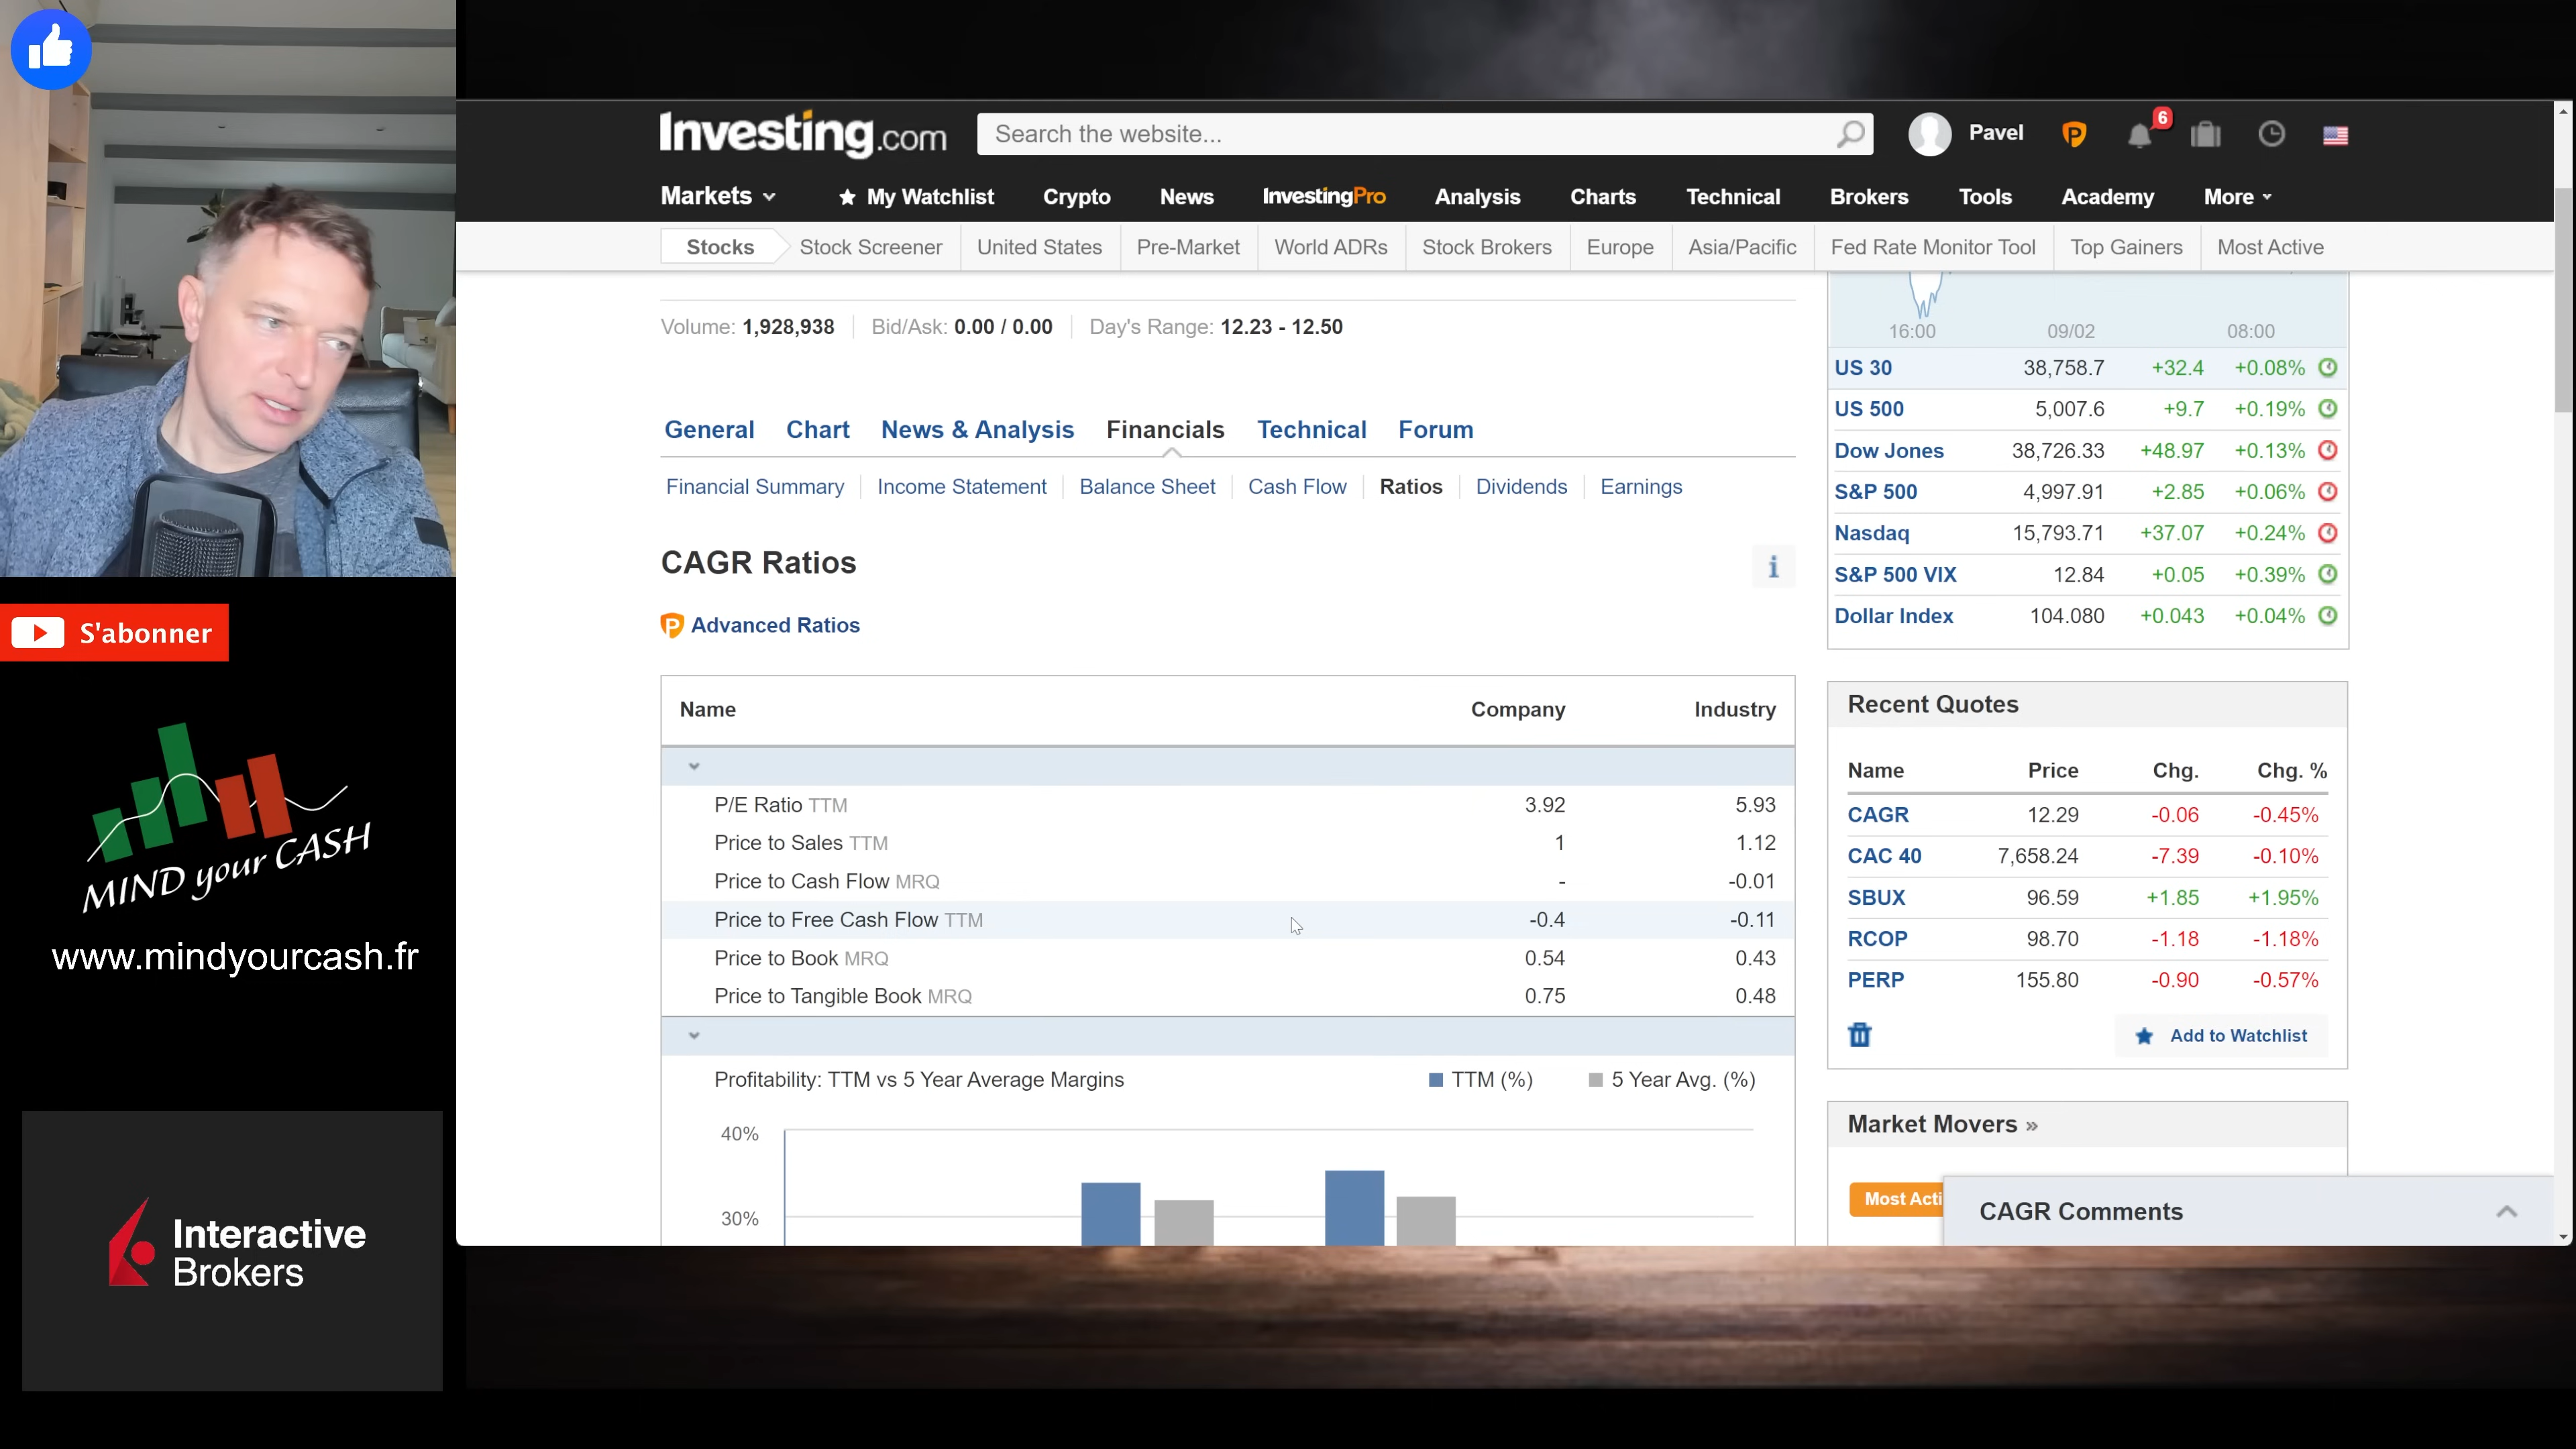 S'abonner
MIND your CASH
www.mindyourcash.fr
Interactive
Brokers
Investing.com
Search the website...
Pavel
6
Markets
My Watchlist
Crypto
News
InvestingPro
Analysis
Charts
Technical
Brokers
Tools
Academy
More
Stocks
Stock Screener
United States
Pre-Market
World ADRs
Stock Brokers
Europe
Asia/Pacific
Fed Rate Monitor Tool
Top Gainers
Most Active
Volume: 1,928,938
Bid/Ask: 0.00 / 0.00
Day's Range: 12.23 - 12.50
General
Chart
News & Analysis
Financials
Technical
Forum
Financial Summary
Income Statement
Balance Sheet
Cash Flow
Ratios
Dividends
Earnings
CAGR Ratios
i
P Advanced Ratios
Name Company Industry
P/E Ratio TTM 3.92 5.93
Price to Sales TTM 1 1.12
Price to Cash Flow MRQ - -0.01
Price to Free Cash Flow TTM -0.4 -0.11
Price to Book MRQ 0.54 0.43
Price to Tangible Book MRQ 0.75 0.48
Profitability: TTM vs 5 Year Average Margins TTM (%) 5 Year Avg. (%)
40%
30%
16:00 09/02 08:00
US 30 38,758.7 +32.4 +0.08%
US 500 5,007.6 +9.7 +0.19%
Dow Jones 38,726.33 +48.97 +0.13%
S&P 500 4,997.91 +2.85 +0.06%
Nasdaq 15,793.71 +37.07 +0.24%
S&P 500 VIX 12.84 +0.05 +0.39%
Dollar Index 104.080 +0.043 +0.04%
Recent Quotes
Name Price Chg. Chg. %
CAGR 12.29 -0.06 -0.45%
CAC 40 7,658.24 -7.39 -0.10%
SBUX 96.59 +1.85 +1.95%
RCOP 98.70 -1.18 -1.18%
PERP 155.80 -0.90 -0.57%
Add to Watchlist
Market Movers »
Most Acti
CAGR Comments